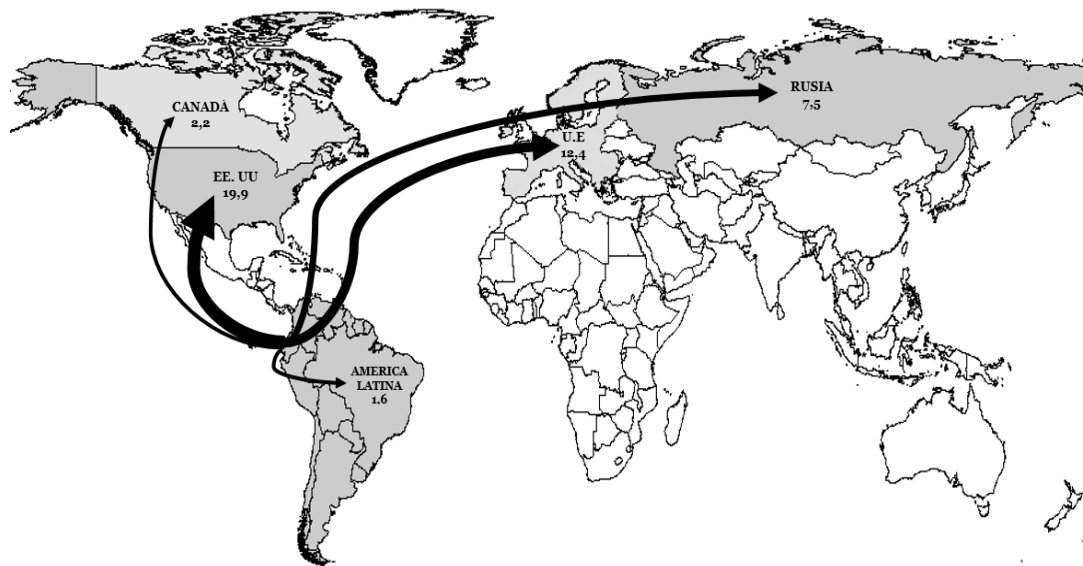 CANADÁ
2,2
EE. UU
19,9
U.E
12,4
RUSIA
7,5
AMERICA
LATINA
1,6